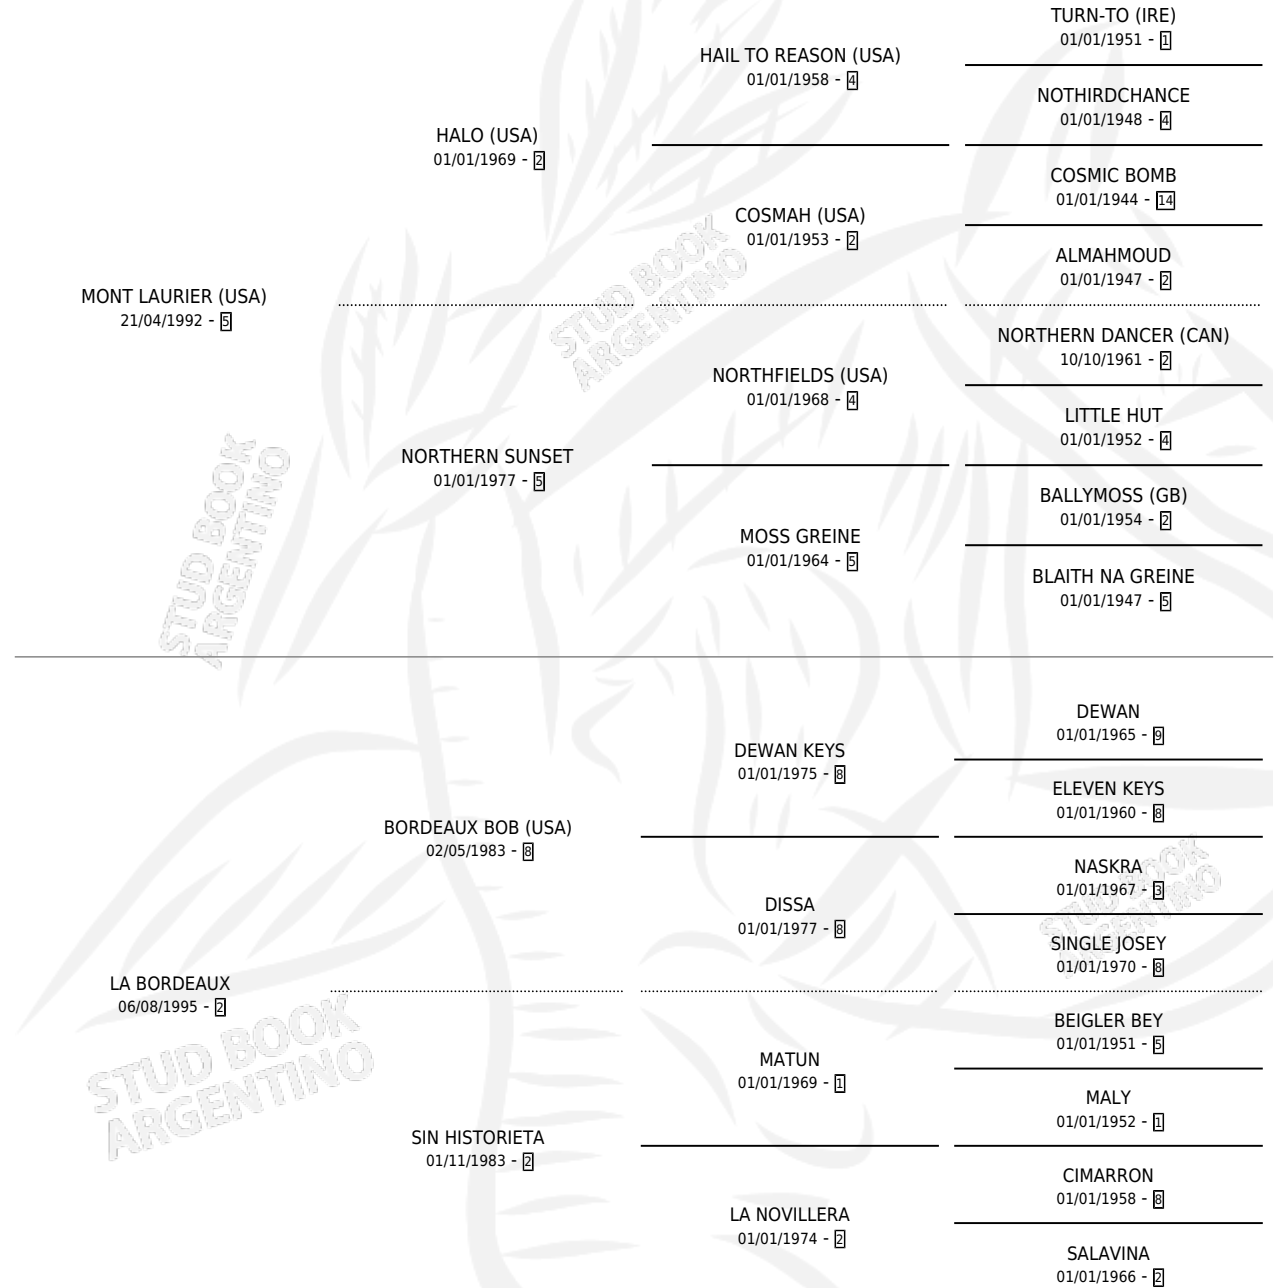 TURN-TO (IRE)
01/01/1951 - 1
HAIL TO REASON (USA)
01/01/1958 - 4
NOTHIRDCHANCE
01/01/1948 - 4
HALO (USA)
01/01/1969 - 2
COSMIC BOMB
01/01/1944 - 14
COSMAH (USA)
01/01/1953 - 2
ALMAHMOUD
01/01/1947 - 2
MONT LAURIER (USA)
21/04/1992 - 5
NORTHERN DANCER (CAN)
10/10/1961 - 2
NORTHFIELDS (USA)
01/01/1968 - 4
LITTLE HUT
01/01/1952 - 4
NORTHERN SUNSET
01/01/1977 - 5
BALLYMOSS (GB)
01/01/1954 - 2
MOSS GREINE
01/01/1964 - 5
BLAITH NA GREINE
01/01/1947 - 5
DEWAN
01/01/1965 - 9
DEWAN KEYS
01/01/1975 - 8
ELEVEN KEYS
01/01/1960 - 8
BORDEAUX BOB (USA)
02/05/1983 - 8
NASKRA
01/01/1967 - 3
DISSA
01/01/1977 - 8
SINGLE JOSEY
01/01/1970 - 8
LA BORDEAUX
06/08/1995 - 2
BEIGLER BEY
01/01/1951 - 5
MATUN
01/01/1969 - 1
MALY
01/01/1952 - 1
SIN HISTORIETA
01/11/1983 - 2
CIMARRON
01/01/1958 - 8
LA NOVILLERA
01/01/1974 - 2
SALAVINA
01/01/1966 - 2
STUD BOOK
ARGENTINO
STUD BOOK
ARGENTINO
STUD BOOK
ARGENTINO
STUD BOOK
ARGENTINO